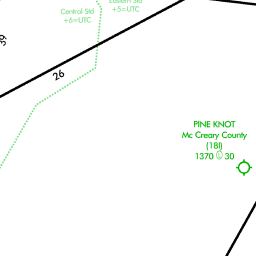 Eastern Std
+5=UTC
Central Std
+6=UTC
39
26
PINE KNOT
Mc Creary County
(18I)
1370 30